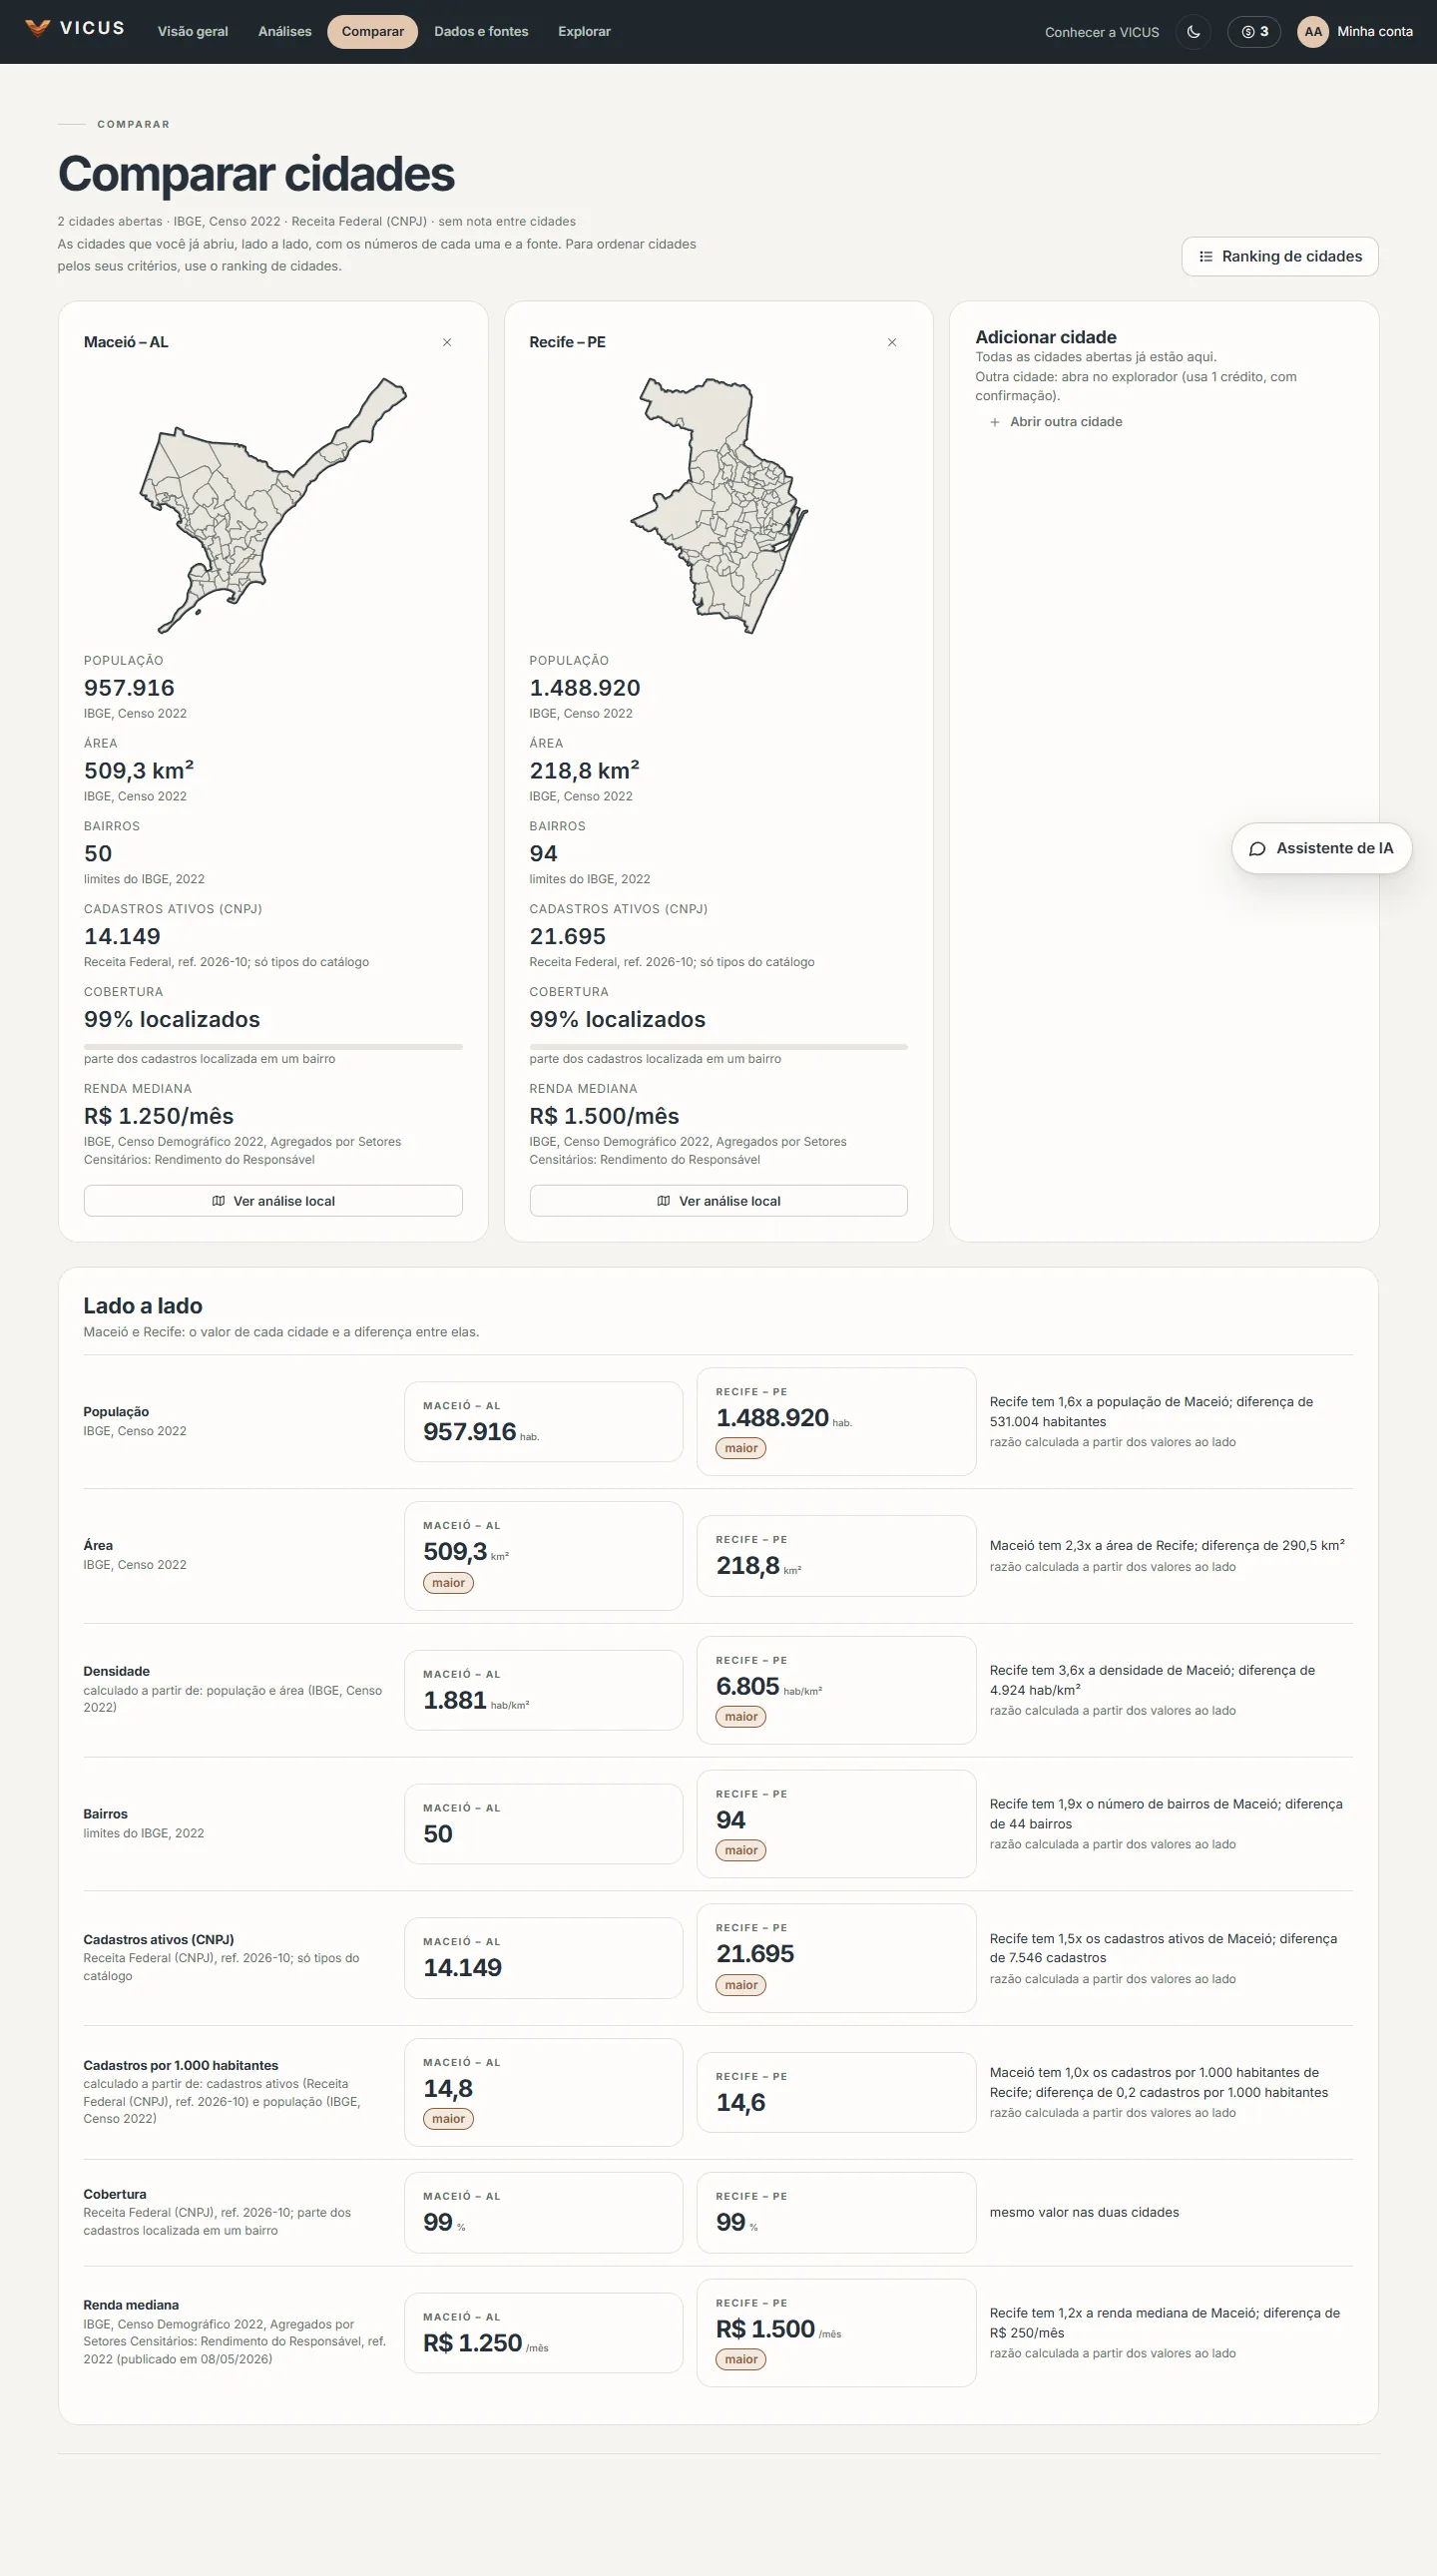 VICUS
Visão geral
Análises
Comparar
Dados e fontes
Explorar
Conhecer a VICUS
3
AA
Minha conta
COMPARAR
Comparar cidades
2 cidades abertas · IBGE, Censo 2022 · Receita Federal (CNPJ) · sem nota entre cidades
As cidades que você já abriu, lado a lado, com os números de cada uma e a fonte. Para ordenar cidades
pelos seus critérios, use o ranking de cidades.
Ranking de cidades
Maceió – AL
POPULAÇÃO
957.916
IBGE, Censo 2022
ÁREA
509,3 km²
IBGE, Censo 2022
BAIRROS
50
limites do IBGE, 2022
CADASTROS ATIVOS (CNPJ)
14.149
Receita Federal, ref. 2026-10; só tipos do catálogo
COBERTURA
99% localizados
parte dos cadastros localizada em um bairro
RENDA MEDIANA
R$ 1.250/mês
IBGE, Censo Demográfico 2022, Agregados por Setores
Censitários: Rendimento do Responsável
Ver análise local
Recife – PE
POPULAÇÃO
1.488.920
IBGE, Censo 2022
ÁREA
218,8 km²
IBGE, Censo 2022
BAIRROS
94
limites do IBGE, 2022
CADASTROS ATIVOS (CNPJ)
21.695
Receita Federal, ref. 2026-10; só tipos do catálogo
COBERTURA
99% localizados
parte dos cadastros localizada em um bairro
RENDA MEDIANA
R$ 1.500/mês
IBGE, Censo Demográfico 2022, Agregados por Setores
Censitários: Rendimento do Responsável
Ver análise local
Adicionar cidade
Todas as cidades abertas já estão aqui.
Outra cidade: abra no explorador (usa 1 crédito, com
confirmação).
Abrir outra cidade
Assistente de IA
Lado a lado
Maceió e Recife: o valor de cada cidade e a diferença entre elas.
População
IBGE, Censo 2022
MACEIÓ – AL
957.916 hab.
RECIFE – PE
1.488.920 hab.
maior
Recife tem 1,6x a população de Maceió; diferença de
531.004 habitantes
razão calculada a partir dos valores ao lado
Área
IBGE, Censo 2022
MACEIÓ – AL
509,3 km²
maior
RECIFE – PE
218,8 km²
Maceió tem 2,3x a área de Recife; diferença de 290,5 km²
razão calculada a partir dos valores ao lado
Densidade
calculado a partir de: população e área (IBGE, Censo
2022)
MACEIÓ – AL
1.881 hab/km²
RECIFE – PE
6.805 hab/km²
maior
Recife tem 3,6x a densidade de Maceió; diferença de
4.924 hab/km²
razão calculada a partir dos valores ao lado
Bairros
limites do IBGE, 2022
MACEIÓ – AL
50
RECIFE – PE
94
maior
Recife tem 1,9x o número de bairros de Maceió; diferença
de 44 bairros
razão calculada a partir dos valores ao lado
Cadastros ativos (CNPJ)
Receita Federal (CNPJ), ref. 2026-10; só tipos do
catálogo
MACEIÓ – AL
14.149
RECIFE – PE
21.695
maior
Recife tem 1,5x os cadastros ativos de Maceió; diferença
de 7.546 cadastros
razão calculada a partir dos valores ao lado
Cadastros por 1.000 habitantes
calculado a partir de: cadastros ativos (Receita
Federal (CNPJ), ref. 2026-10) e população (IBGE,
Censo 2022)
MACEIÓ – AL
14,8
maior
RECIFE – PE
14,6
Maceió tem 1,0x os cadastros por 1.000 habitantes de
Recife; diferença de 0,2 cadastros por 1.000 habitantes
razão calculada a partir dos valores ao lado
Cobertura
Receita Federal (CNPJ), ref. 2026-10; parte dos
cadastros localizada em um bairro
MACEIÓ – AL
99 %
RECIFE – PE
99 %
mesmo valor nas duas cidades
Renda mediana
IBGE, Censo Demográfico 2022, Agregados por
Setores Censitários: Rendimento do Responsável, ref.
2022 (publicado em 08/05/2026)
MACEIÓ – AL
R$ 1.250 /mês
RECIFE – PE
R$ 1.500 /mês
maior
Recife tem 1,2x a renda mediana de Maceió; diferença de
R$ 250/mês
razão calculada a partir dos valores ao lado